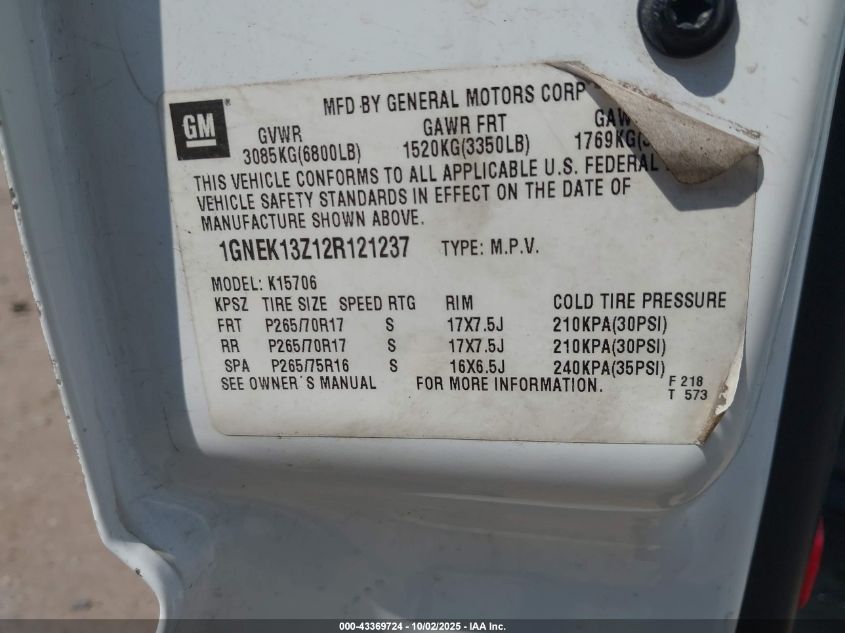 MFD BY GENERAL MOTORS CORP
GM
GVWR GAWR FRT
3085KG(6800LB) 1520KG(3350LB) 1769KG(
THIS VEHICLE CONFORMS TO ALL APPLICABLE U.S. FEDERAL
VEHICLE SAFETY STANDARDS IN EFFECT ON THE DATE OF
MANUFACTURE SHOWN ABOVE.
1GNEK13Z12R121237 TYPE: M.P.V.
MODEL: K15706
KPSZ TIRE SIZE SPEED RTG RIM COLD TIRE PRESSURE
FRT P265/70R17 S 17X7.5J 210KPA(30PSI)
RR P265/70R17 S 17X7.5J 210KPA(30PSI)
SPA P265/75R16 S 16X6.5J 240KPA(35PSI)
SEE OWNER'S MANUAL FOR MORE INFORMATION. F 218
T 573
000-43369724 - 10/02/2025 - IAA Inc.